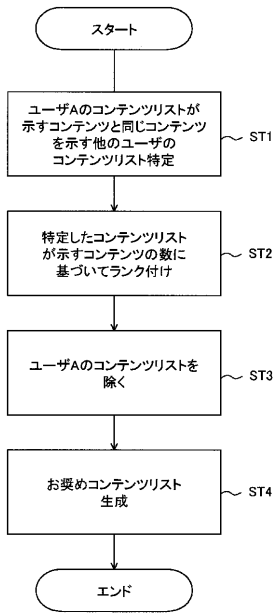 スタート
ユーザAのコンテンツリストが
示すコンテンツと同じコンテンツ
を示す他のユーザの
コンテンツリスト特定
ST1
特定したコンテンツリスト
が示すコンテンツの数に
基づいてランク付け
ST2
ユーザAのコンテンツリストを
除く
ST3
お奨めコンテンツリスト
生成
ST4
エンド